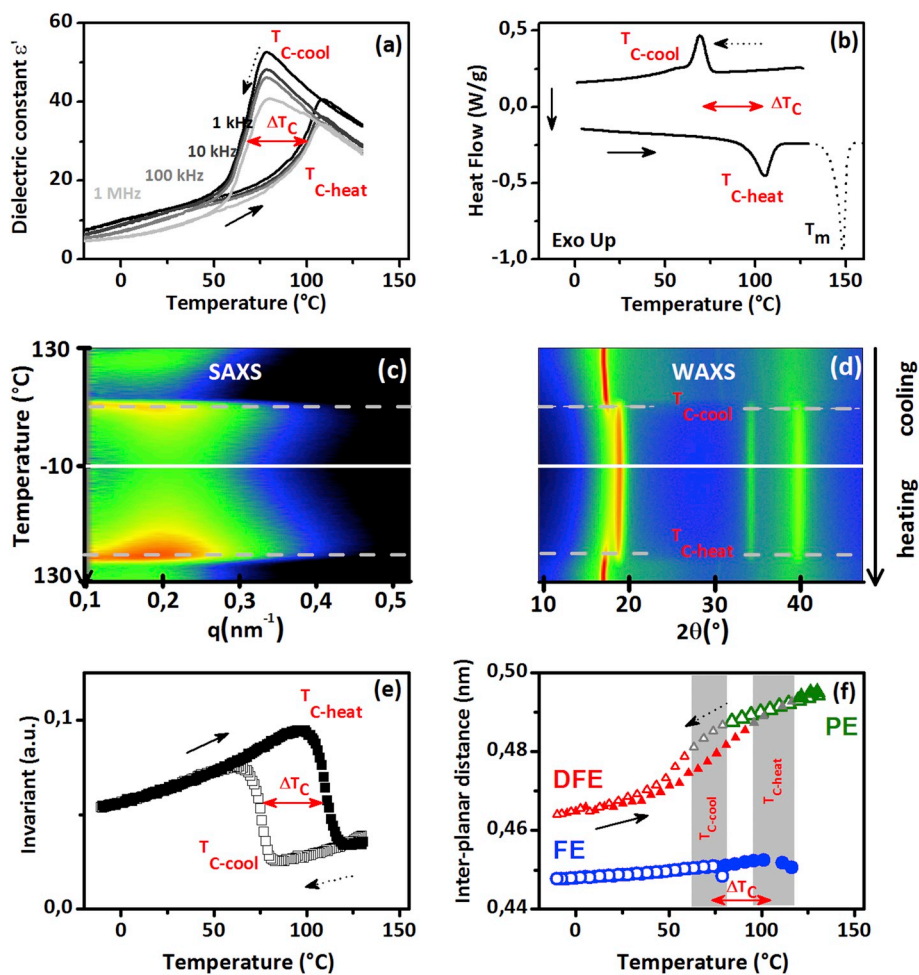 (a)
Dielectric constant ε'
60
40
20
0
T C-cool
1 kHz
ΔT C
10 kHz
100 kHz
1 MHz
T C-heat
0
50
100
150
Temperature (°C)
(b)
Heat Flow (W/g)
0,5
0,0
-0,5
-1,0
T C-cool
ΔT C
T C-heat
T m
Exo Up
0
50
100
150
Temperature (°C)
(c)
SAXS
Temperature (°C)
130
-10
130
0,1
0,2
0,3
0,4
0,5
q(nm-1)
(d)
WAXS
T C-cool
T C-heat
cooling
heating
10
20
30
40
2θ(°)
(e)
Invariant (a.u.)
0,1
0,0
T C-heat
ΔT C
T C-cool
0
50
100
150
Temperature (°C)
(f)
Inter-planar distance (nm)
0,50
0,48
0,46
0,44
PE
DFE
FE
T C-cool
T C-heat
ΔT C
0
25
50
75
100
125
150
Temperature (°C)